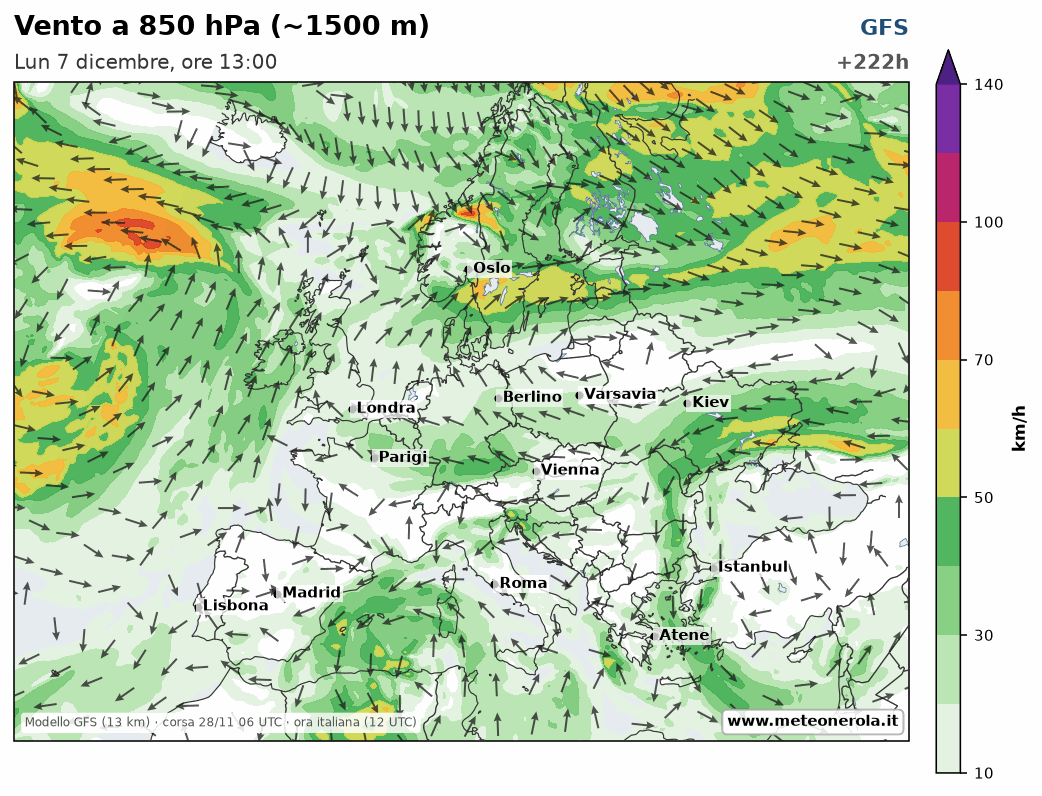 Vento a 850 hPa (~1500 m)
GFS
Lun 7 dicembre, ore 13:00
+222h
140
100
70
50
30
10
km/h
Oslo
Berlino
Varsavia
Kiev
Londra
Parigi
Vienna
Istanbul
Roma
Madrid
Lisbona
Atene
Modello GFS (13 km) · corsa 28/11 06 UTC · ora italiana (12 UTC)
www.meteonerola.it